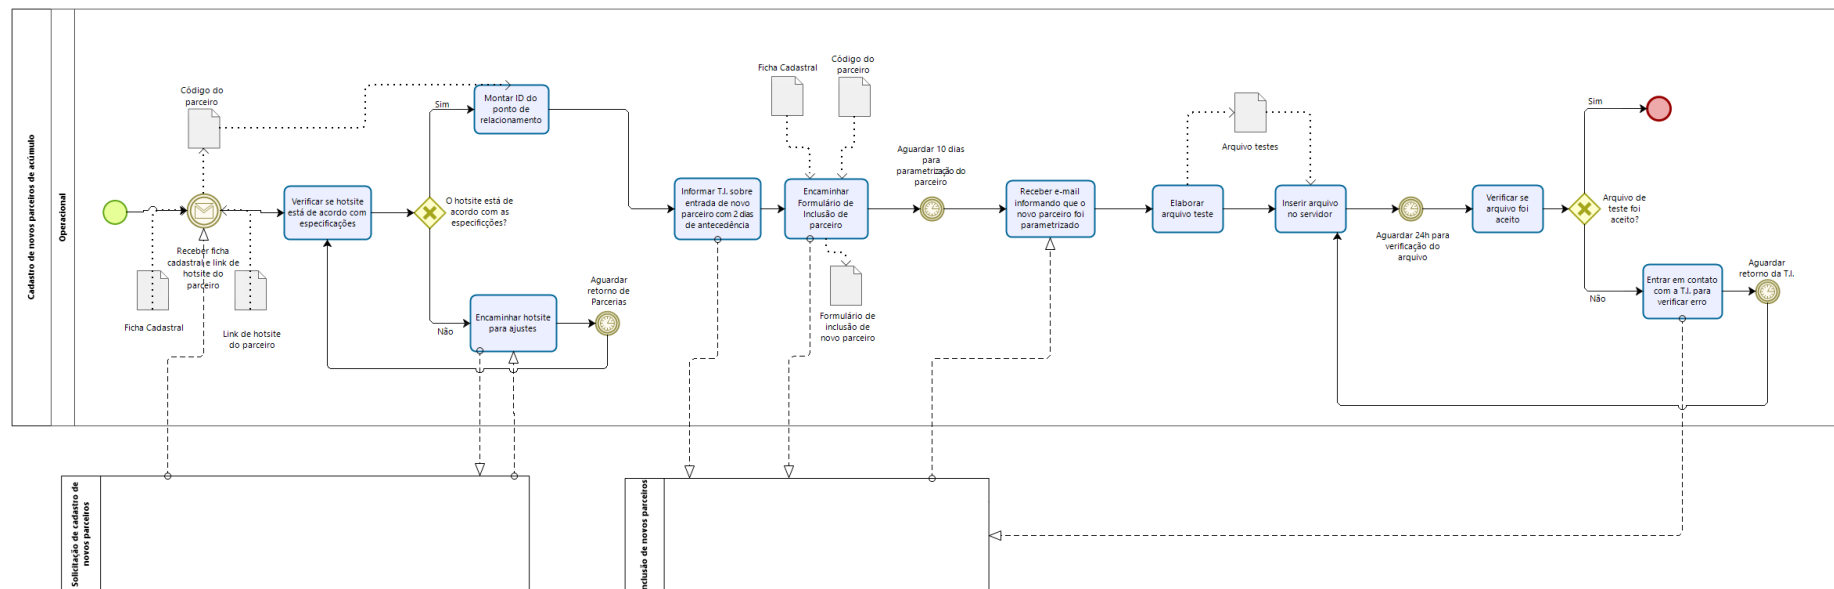 Cadastro de novos parceiros de acúmulo
Operacional
Código do
parceiro
Receber ficha
cadastral e link de
hotsite do
parceiro
Ficha Cadastral
Link de hotsite
do parceiro
Verificar se hotsite
está de acordo com
especificações
O hotsite está de
acordo com as
especificções?
Sim
Não
Montar ID do
ponto de
relacionamento
Encaminhar hotsite
para ajustes
Aguardar
retorno de
Parcerias
Informar T.I. sobre
entrada de novo
parceiro com 2 dias
de antecedência
Ficha Cadastral
Código do
parceiro
Encaminhar
Formulário de
Inclusão de
parceiro
Formulário de
inclusão de
novo parceiro
Aguardar 10 dias
para
parametrização do
parceiro
Receber e-mail
informando que o
novo parceiro foi
parametrizado
Elaborar
arquivo teste
Arquivo testes
Inserir arquivo
no servidor
Aguardar 24h para
verificação do
arquivo
Verificar se
arquivo foi
aceito
Arquivo de
teste foi
aceito?
Sim
Não
Entrar em contato
com a T.I. para
verificar erro
Aguardar
retorno da T.I.
Solicitação de cadastro de
novos parceiros
nclusão de novos parceiros